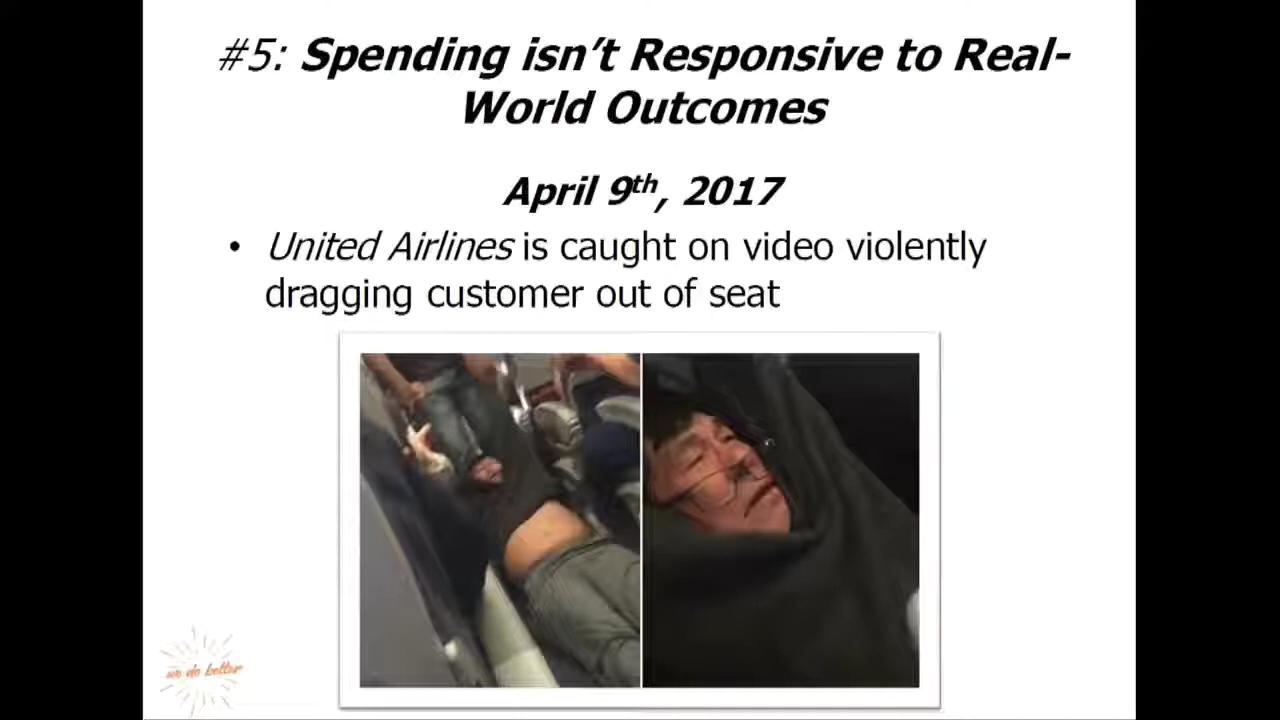 #5: Spending isn't Responsive to Real-
World Outcomes
April 9th, 2017
• United Airlines is caught on video violently
dragging customer out of seat
we do better